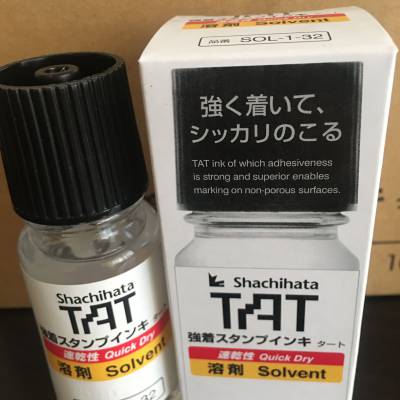 品番 SOL-1-32
強く着いて、
シッカリのこる
TAT ink of which adhesiveness
is strong and superior enables
marking on non-porous surfaces.
Shachihata
TAT
強着スタンプインキ タート
速乾性 Quick Dry
溶剤 Solvent
Shachihata
TAT
強着スタンプインキ タート
速乾性 Quick Dry
溶剤 Solvent